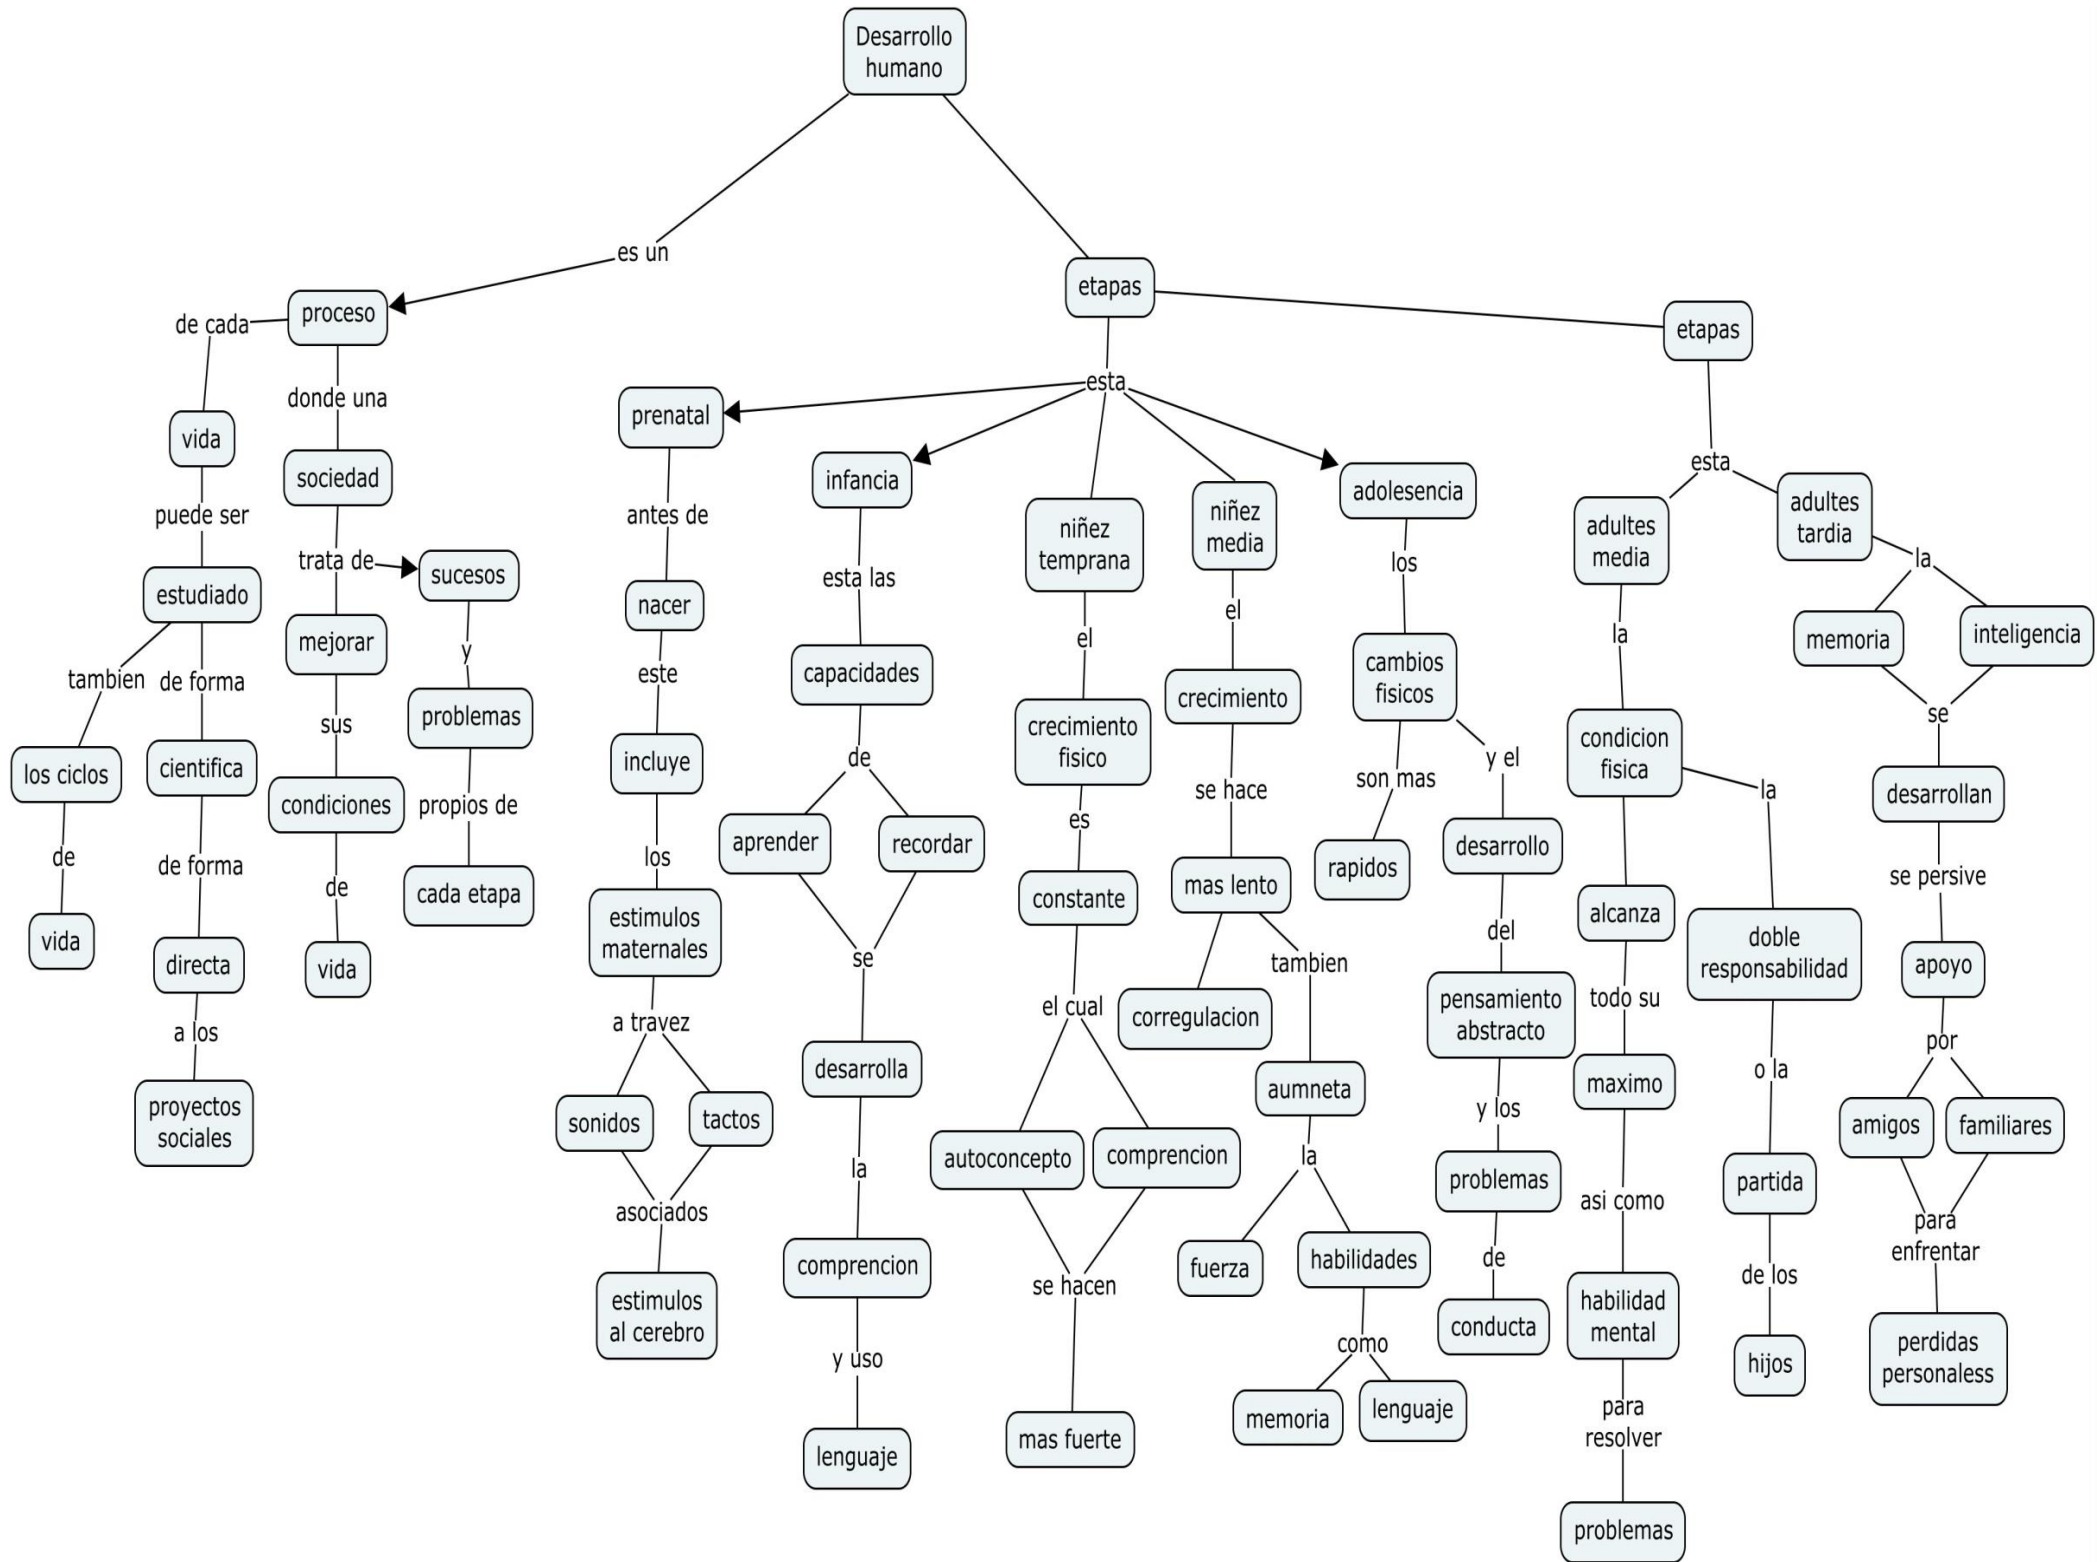 Desarrollo
humano
es un
proceso
de cada
vida
puede ser
estudiado
tambien
los ciclos
de
vida
de forma
cientifica
de forma
directa
a los
proyectos
sociales
donde una
sociedad
trata de
mejorar
sus
condiciones
de
vida
sucesos
y
problemas
propios de
cada etapa
etapas
esta
prenatal
antes de
nacer
este
incluye
los
estimulos
maternales
a travez
sonidos
tactos
asociados
estimulos
al cerebro
infancia
esta las
capacidades
de
aprender
recordar
se
desarrolla
la
comprencion
y uso
lenguaje
niñez
temprana
el
crecimiento
fisico
es
constante
el cual
autoconcepto
comprencion
se hacen
mas fuerte
niñez
media
el
crecimiento
se hace
mas lento
corregulacion
tambien
aumneta
la
fuerza
habilidades
como
memoria
lenguaje
adolesencia
los
cambios
fisicos
son mas
rapidos
y el
desarrollo
del
pensamiento
abstracto
y los
problemas
de
conducta
etapas
esta
adultes
media
la
condicion
fisica
alcanza
todo su
maximo
asi como
habilidad
mental
para
resolver
problemas
la
doble
responsabilidad
o la
partida
de los
hijos
adultes
tardia
la
memoria
inteligencia
se
desarrollan
se persive
apoyo
por
amigos
familiares
para
enfrentar
perdidas
personaless